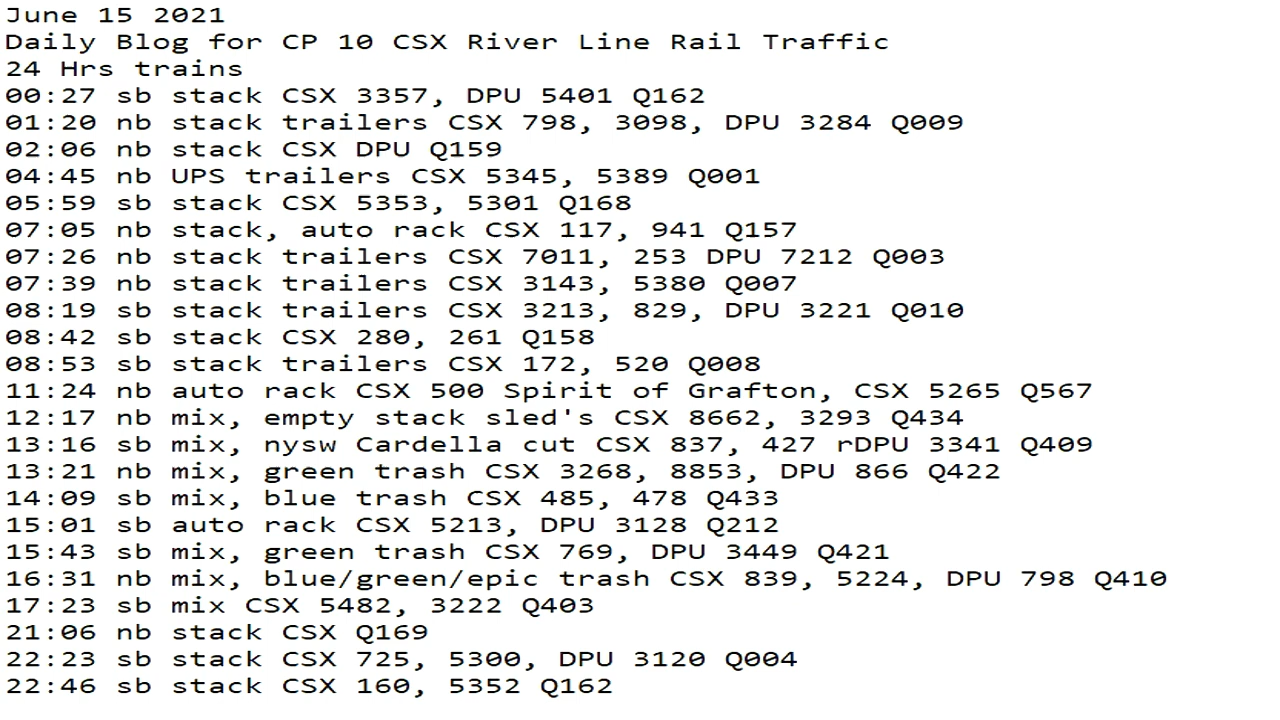 June 15 2021
Daily Blog for CP 10 CSX River Line Rail Traffic
24 Hrs trains
00:27 sb stack CSX 3357, DPU 5401 Q162
01:20 nb stack trailers CSX 798, 3098, DPU 3284 Q009
02:06 nb stack CSX DPU Q159
04:45 nb UPS trailers CSX 5345, 5389 Q001
05:59 sb stack CSX 5353, 5301 Q168
07:05 nb stack, auto rack CSX 117, 941 Q157
07:26 nb stack trailers CSX 7011, 253 DPU 7212 Q003
07:39 nb stack trailers CSX 3143, 5380 Q007
08:19 sb stack trailers CSX 3213, 829, DPU 3221 Q010
08:42 sb stack CSX 280, 261 Q158
08:53 sb stack trailers CSX 172, 520 Q008
11:24 nb auto rack CSX 500 Spirit of Grafton, CSX 5265 Q567
12:17 nb mix, empty stack sled's CSX 8662, 3293 Q434
13:16 sb mix, nysw Cardella cut CSX 837, 427 rDPU 3341 Q409
13:21 nb mix, green trash CSX 3268, 8853, DPU 866 Q422
14:09 sb mix, blue trash CSX 485, 478 Q433
15:01 sb auto rack CSX 5213, DPU 3128 Q212
15:43 sb mix, green trash CSX 769, DPU 3449 Q421
16:31 nb mix, blue/green/epic trash CSX 839, 5224, DPU 798 Q410
17:23 sb mix CSX 5482, 3222 Q403
21:06 nb stack CSX Q169
22:23 sb stack CSX 725, 5300, DPU 3120 Q004
22:46 sb stack CSX 160, 5352 Q162